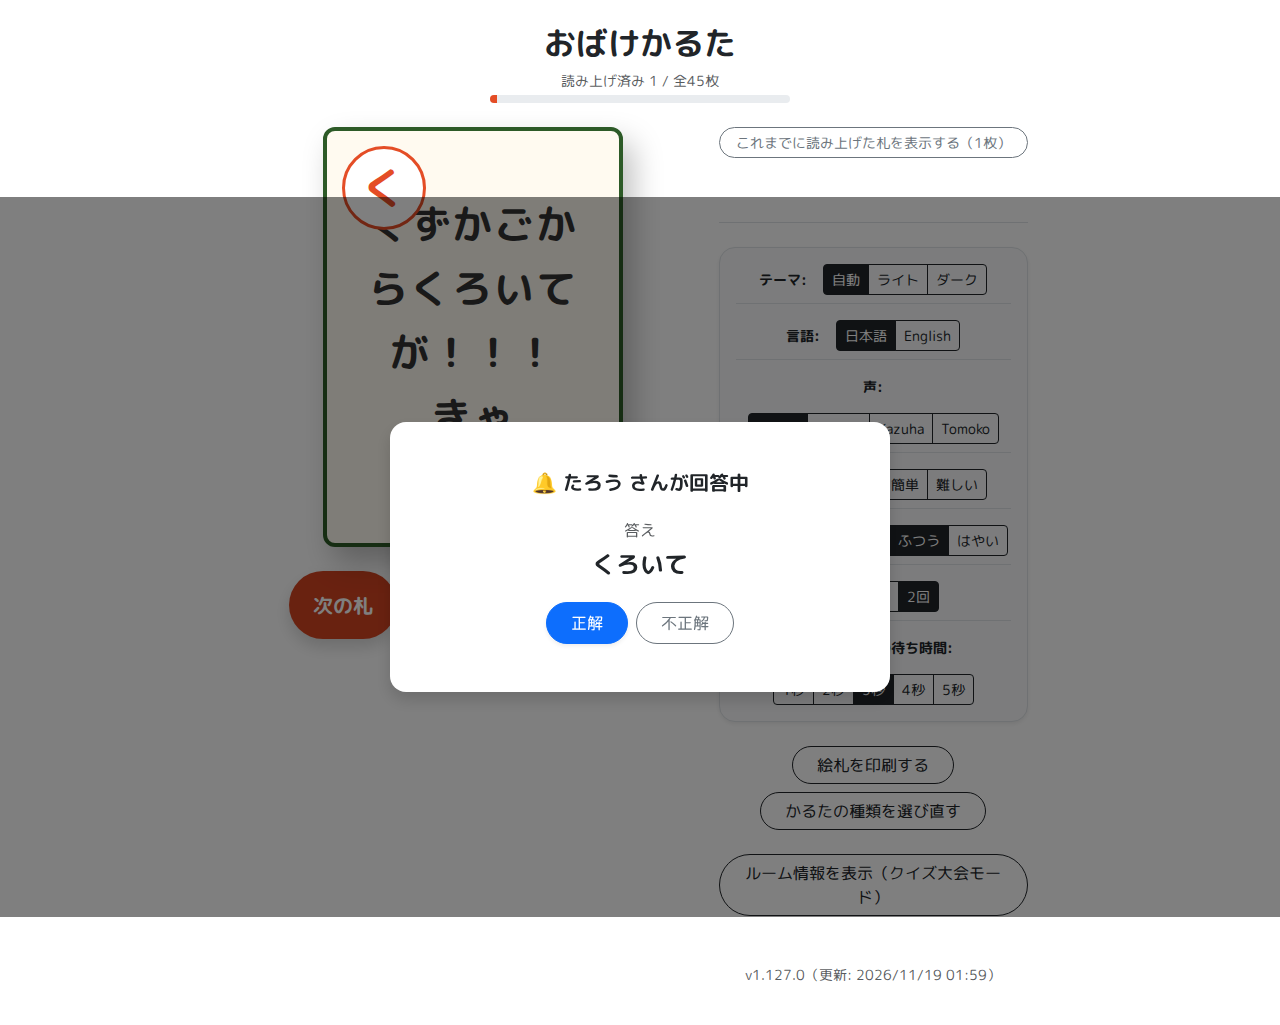 おばけかるた
読み上げ済み 1 / 全45枚
これまでに読み上げた札を表示する（1枚）
く
くずかごか
らくろいて
が！！！
きゃ
次の札
テーマ: 自動 ライト ダーク
言語: 日本語 English
声:
Tomoko
簡単 難しい
ふつう はやい
2回
待ち時間:
4秒 5秒
🔔 たろう さんが回答中
答え
くろいて
正解 不正解
絵札を印刷する
かるたの種類を選び直す
ルーム情報を表示（クイズ大会モー
ド）
v1.127.0（更新: 2026/11/19 01:59）